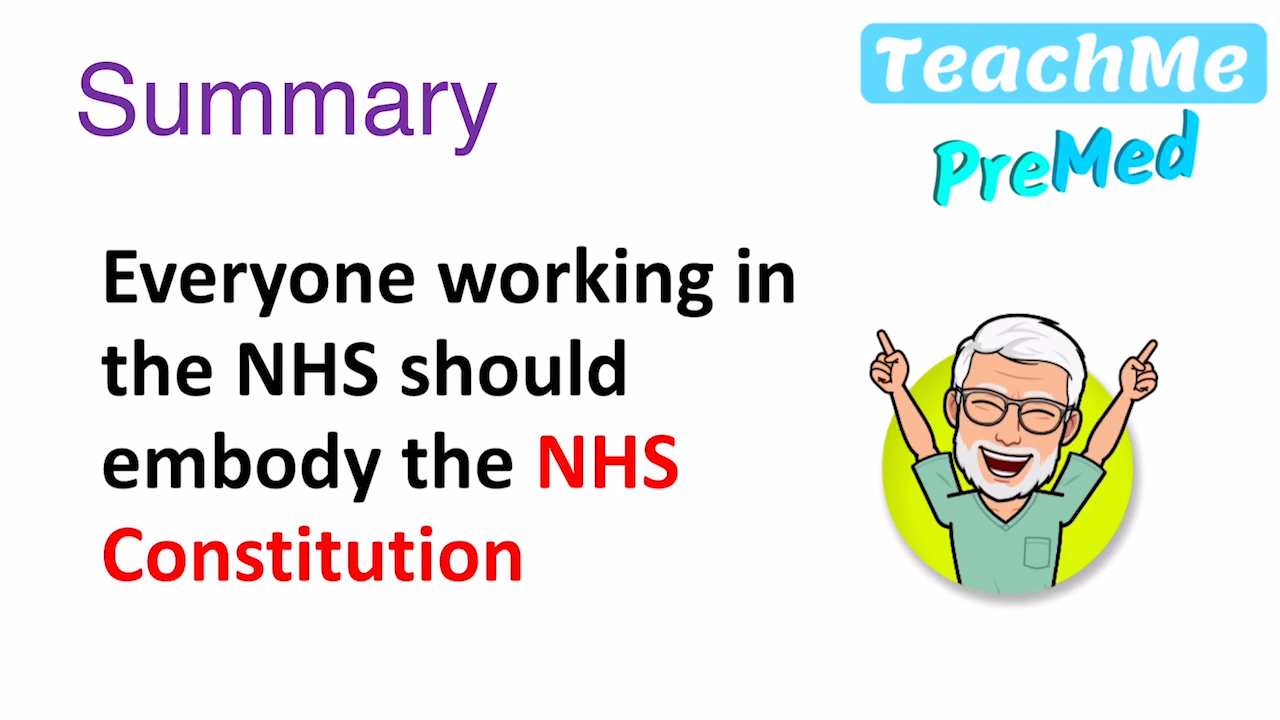 Summary
TeachMe
PreMed
Everyone working in
the NHS should
embody the NHS
Constitution